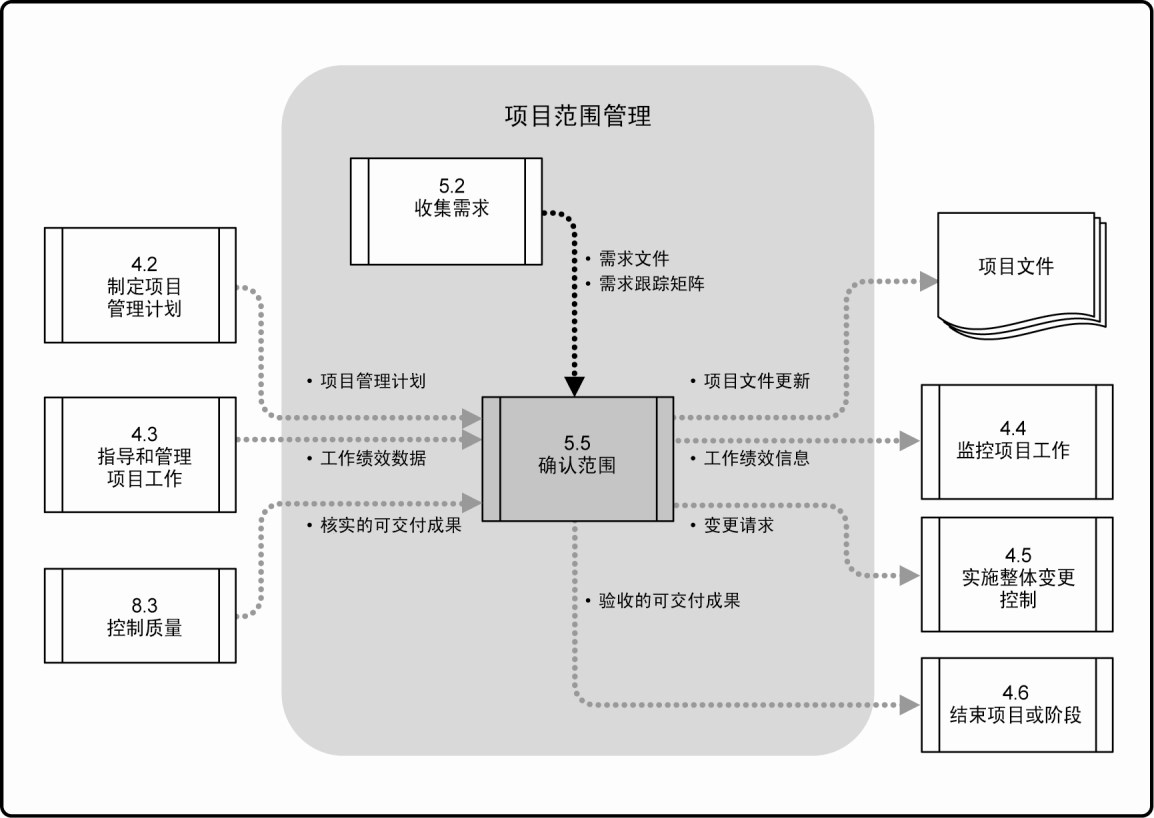 项目范围管理
5.2
收集需求
• 需求文件
• 需求跟踪矩阵
4.2
制定项目
管理计划
• 项目管理计划
4.3
指导和管理
项目工作
• 工作绩效数据
8.3
控制质量
• 核实的可交付成果
5.5
确认范围
• 项目文件更新
项目文件
• 工作绩效信息
4.4
监控项目工作
• 变更请求
4.5
实施整体变更
控制
• 验收的可交付成果
4.6
结束项目或阶段